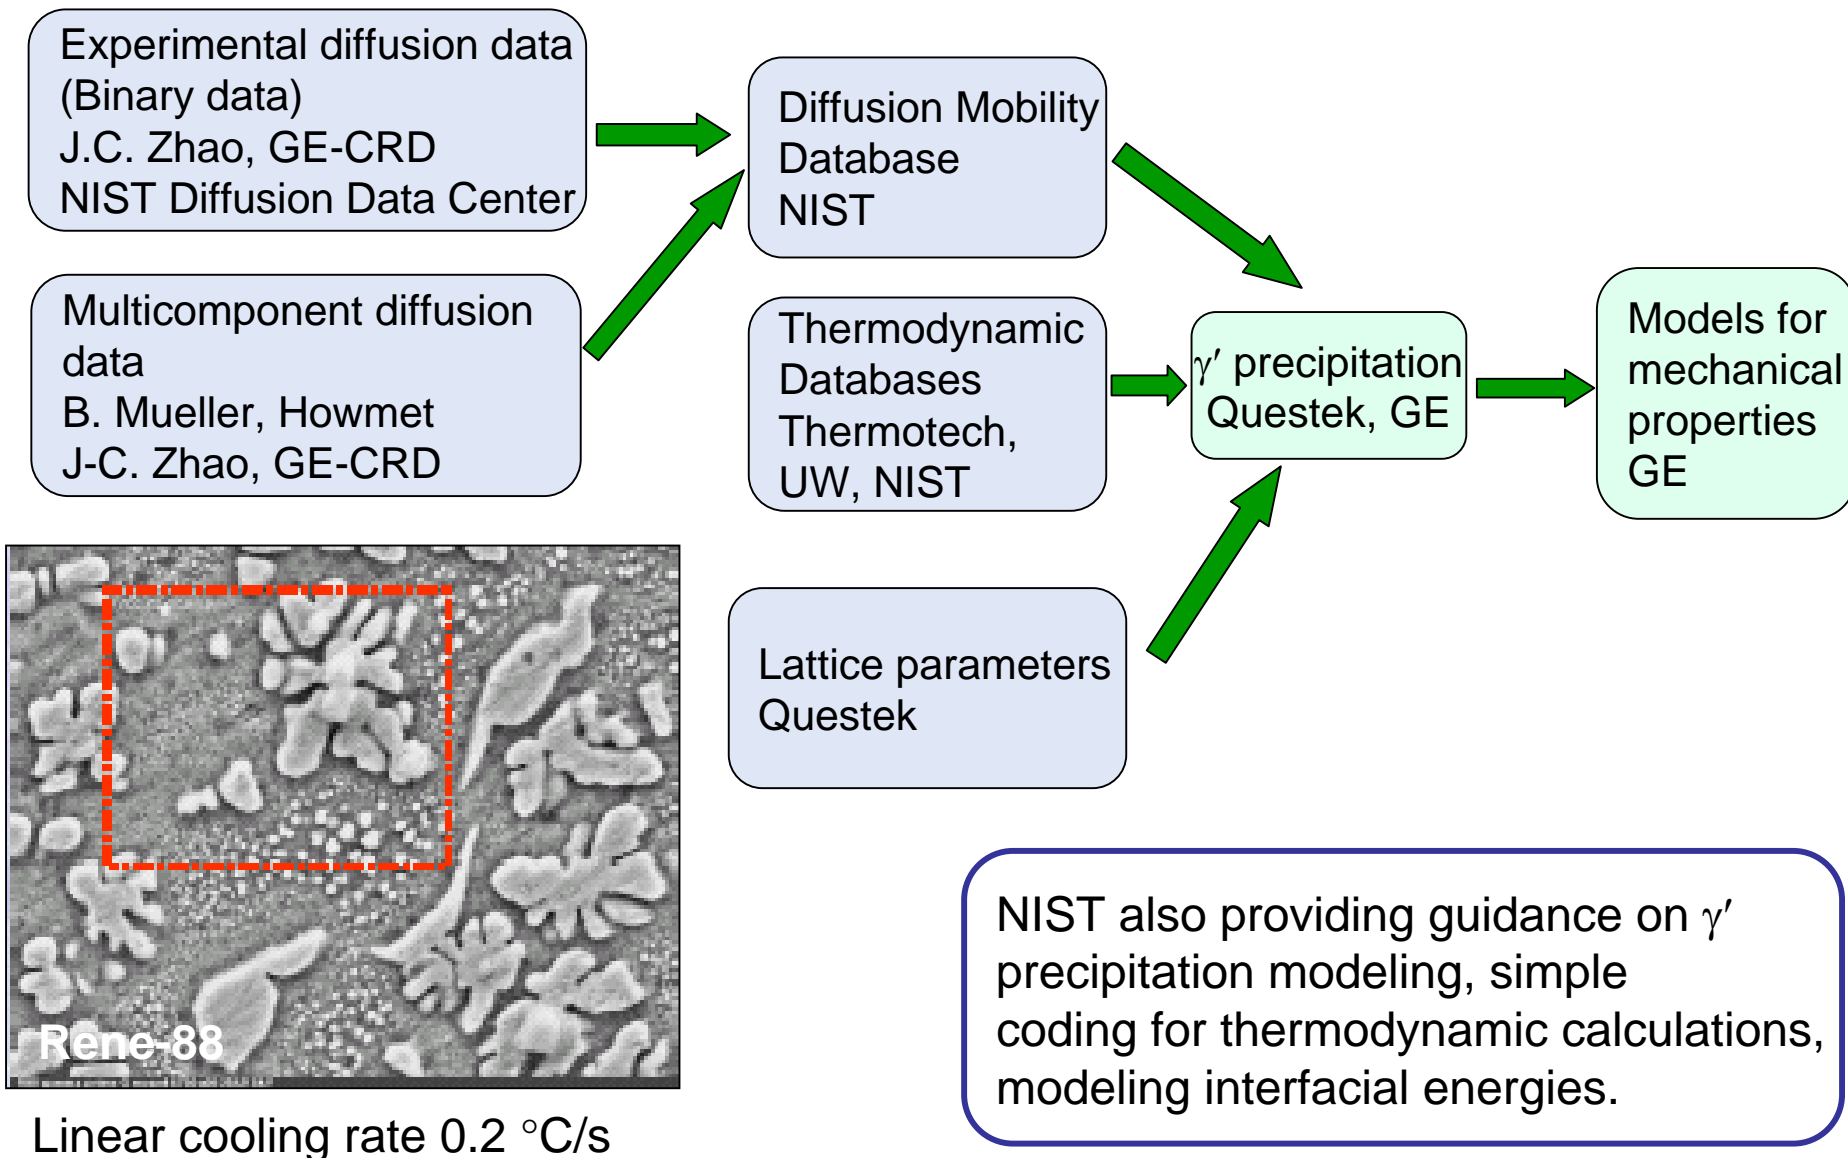 Experimental diffusion data
(Binary data)
J.C. Zhao, GE-CRD
NIST Diffusion Data Center
Multicomponent diffusion
data
B. Mueller, Howmet
J-C. Zhao, GE-CRD
Diffusion Mobility
Database
NIST
Thermodynamic
Databases
Thermotech,
UW, NIST
Lattice parameters
Questek
γ′ precipitation
Questek, GE
Models for
mechanical
properties
GE
Rene-88
Linear cooling rate 0.2 °C/s
NIST also providing guidance on γ′
precipitation modeling, simple
coding for thermodynamic calculations,
modeling interfacial energies.